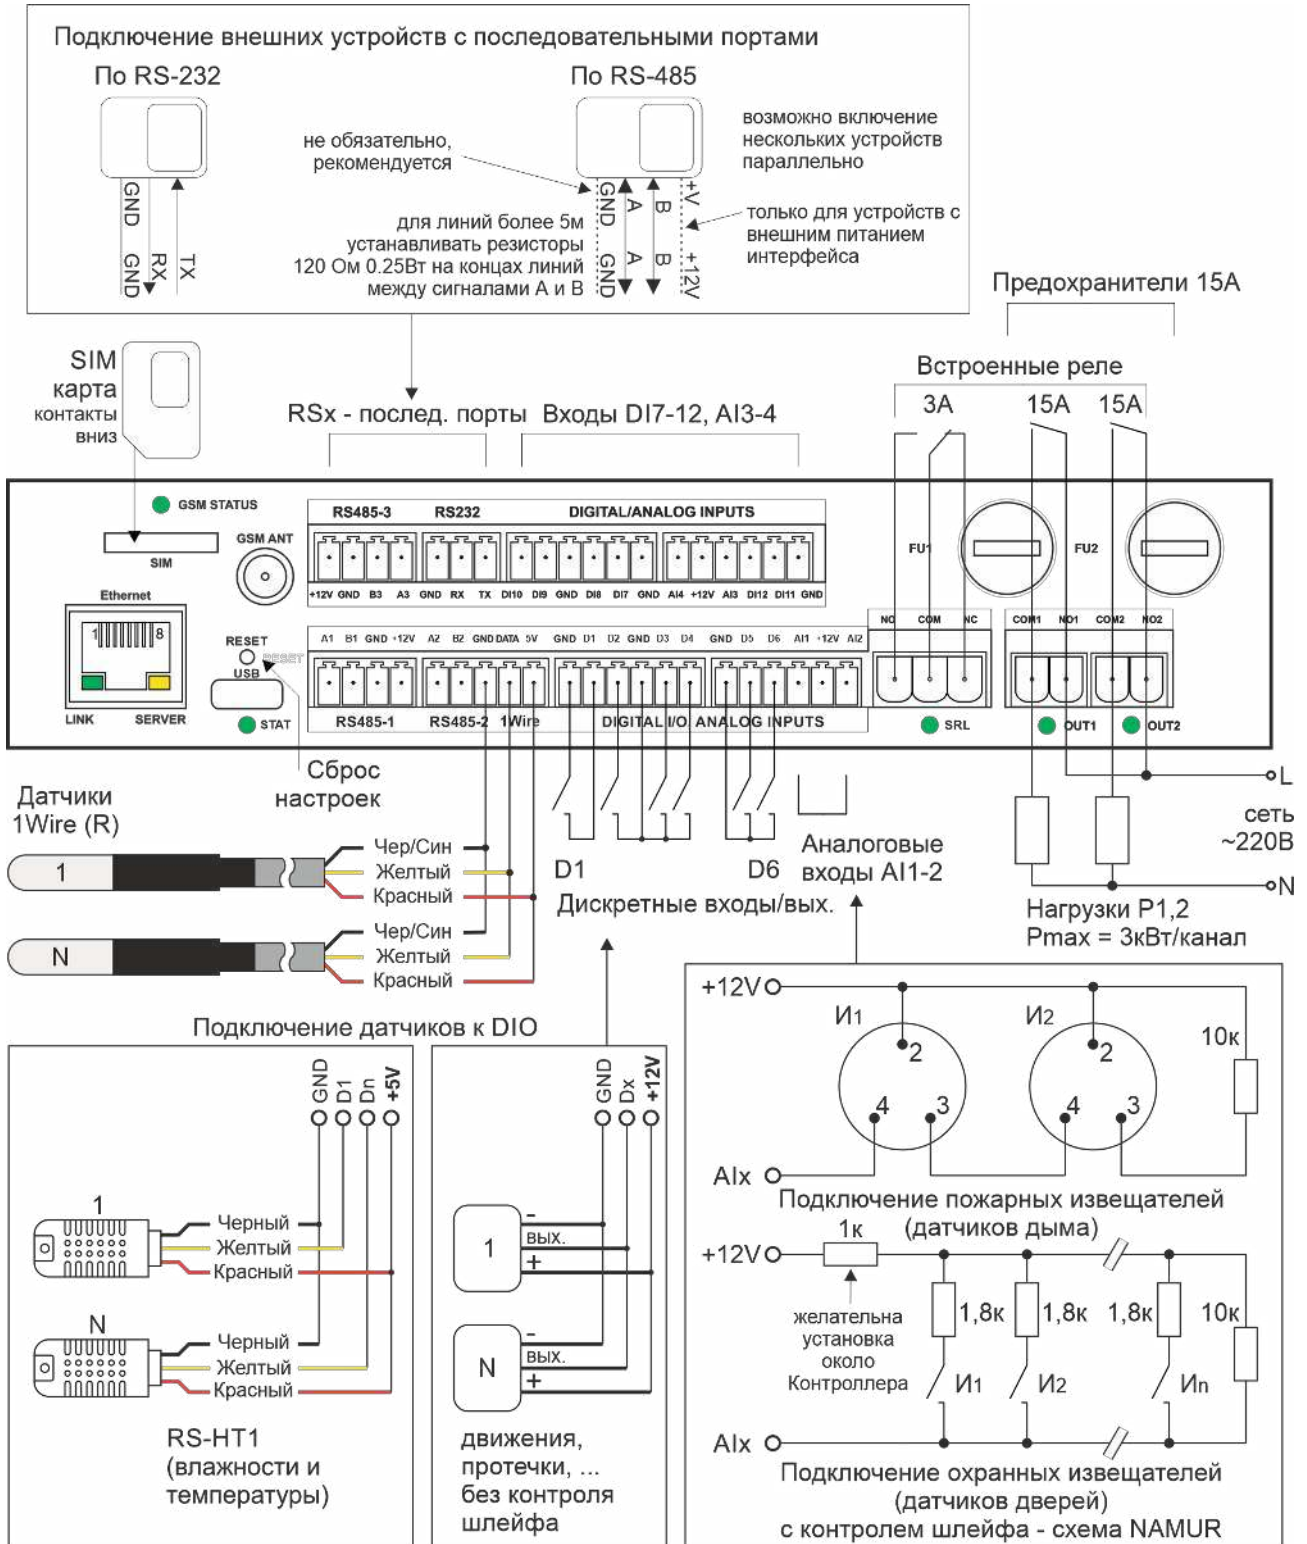 Подключение внешних устройств с последовательными портами
По RS-232
По RS-485
не обязательно,
рекомендуется
возможно включение
нескольких устройств
параллельно
GND
GND
RX
TX
GND
A
B
+V
GND
A
B
+12V
для линий более 5м
устанавливать резисторы
120 Ом 0.25Вт на концах линий
между сигналами А и В
только для устройств с
внешним питанием
интерфейса
Предохранители 15А
SIM
карта
контакты
вниз
Встроенные реле
3А 15А 15А
RSx - послед. порты Входы DI7-12, AI3-4
GSM STATUS
SIM
GSM ANT
RS485-3 RS232 DIGITAL/ANALOG INPUTS
+12V GND B3 A3 GND RX TX DI10 DI9 GND DI8 DI7 GND AI4 +12V AI3 DI12 DI11 GND
FU1 FU2
Ethernet
1 8
LINK SERVER
RESET
RESET
USB
STAT
A1 B1 GND +12V A2 B2 GND DATA 5V GND D1 D2 GND D3 D4 GND D5 D6 AI1 +12V AI2
RS485-1 RS485-2 1Wire DIGITAL I/O, ANALOG INPUTS
NO COM NC COM1 NO1 COM2 NO2
SRL OUT1 OUT2
Сброс
настроек
Датчики
1Wire (R)
1
Чер/Син
Желтый
Красный
N
Чер/Син
Желтый
Красный
D1 D6
Дискретные входы/вых.
Аналоговые
входы AI1-2
L
сеть
~220В
N
Нагрузки P1,2
Pmax = 3кВт/канал
Подключение датчиков к DIO
GND
D1
Dn
+5V
1
Черный
Желтый
Красный
N
Черный
Желтый
Красный
RS-HT1
(влажности и
температуры)
GND
Dx
+12V
1
-
вых.
+
N
-
вых.
+
движения,
протечки, ...
без контроля
шлейфа
+12V
И1 И2
2 2
10к
4 3 4 3
AIx
Подключение пожарных извещателей
(датчиков дыма)
1к
+12V
желательна
установка
около
Контроллера
1,8к 1,8к 1,8к 10к
И1 И2 Иn
AIx
Подключение охранных извещателей
(датчиков дверей)
с контролем шлейфа - схема NAMUR